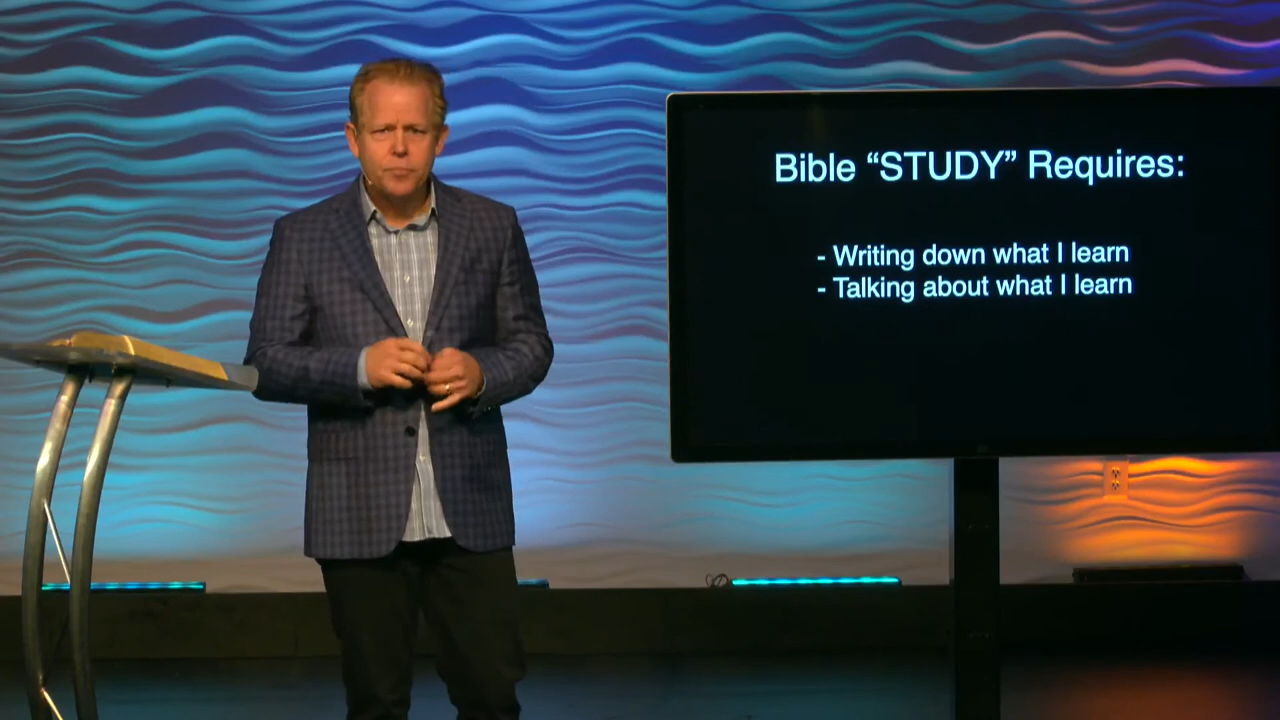 Bible “STUDY” Requires:
- Writing down what I learn
- Talking about what I learn